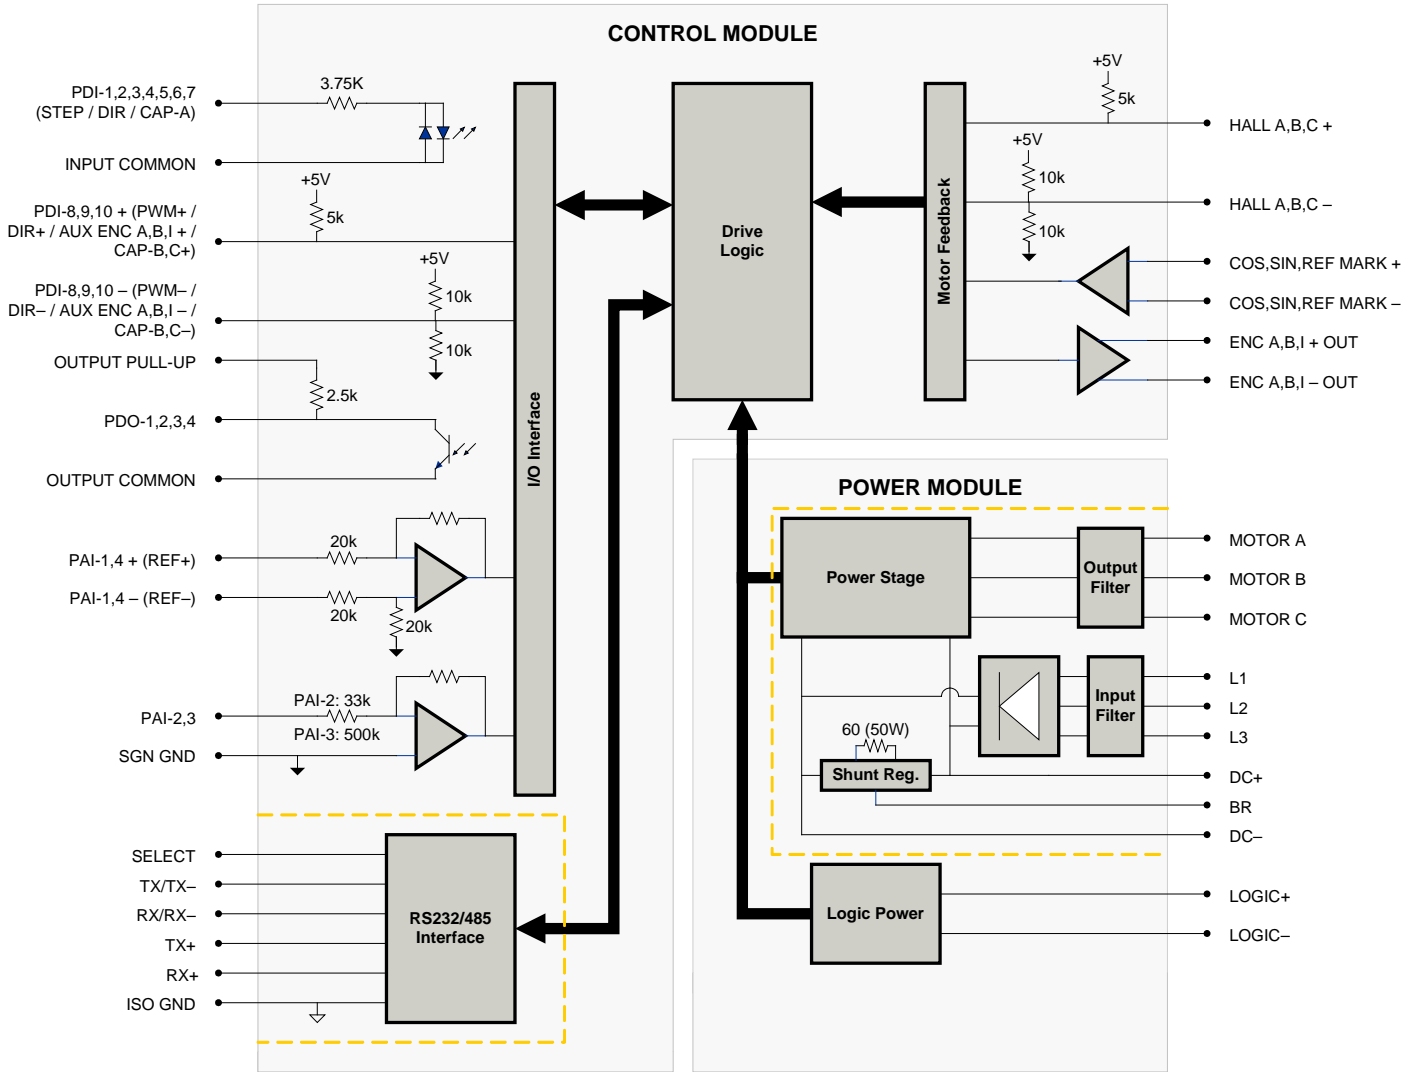 CONTROL MODULE
PDI-1,2,3,4,5,6,7
(STEP / DIR / CAP-A)
3.75K
INPUT COMMON
+5V
5k
PDI-8,9,10 + (PWM+ /
DIR+ / AUX ENC A,B,I + /
CAP-B,C+)
+5V
10k
PDI-8,9,10 – (PWM– /
DIR– / AUX ENC A,B,I – /
CAP-B,C–)
10k
OUTPUT PULL-UP
2.5k
PDO-1,2,3,4
OUTPUT COMMON
PAI-1,4 + (REF+)
20k
PAI-1,4 – (REF–)
20k
20k
PAI-2,3
PAI-2: 33k
PAI-3: 500k
SGN GND
I/O Interface
SELECT
TX/TX–
RX/RX–
TX+
RX+
ISO GND
RS232/485
Interface
Drive
Logic
Motor Feedback
+5V
5k
HALL A,B,C +
+5V
10k
HALL A,B,C –
10k
COS,SIN,REF MARK +
COS,SIN,REF MARK –
ENC A,B,I + OUT
ENC A,B,I – OUT
POWER MODULE
Power Stage
Output
Filter
MOTOR A
MOTOR B
MOTOR C
Input
Filter
L1
L2
L3
60 (50W)
Shunt Reg.
DC+
BR
DC–
Logic Power
LOGIC+
LOGIC–